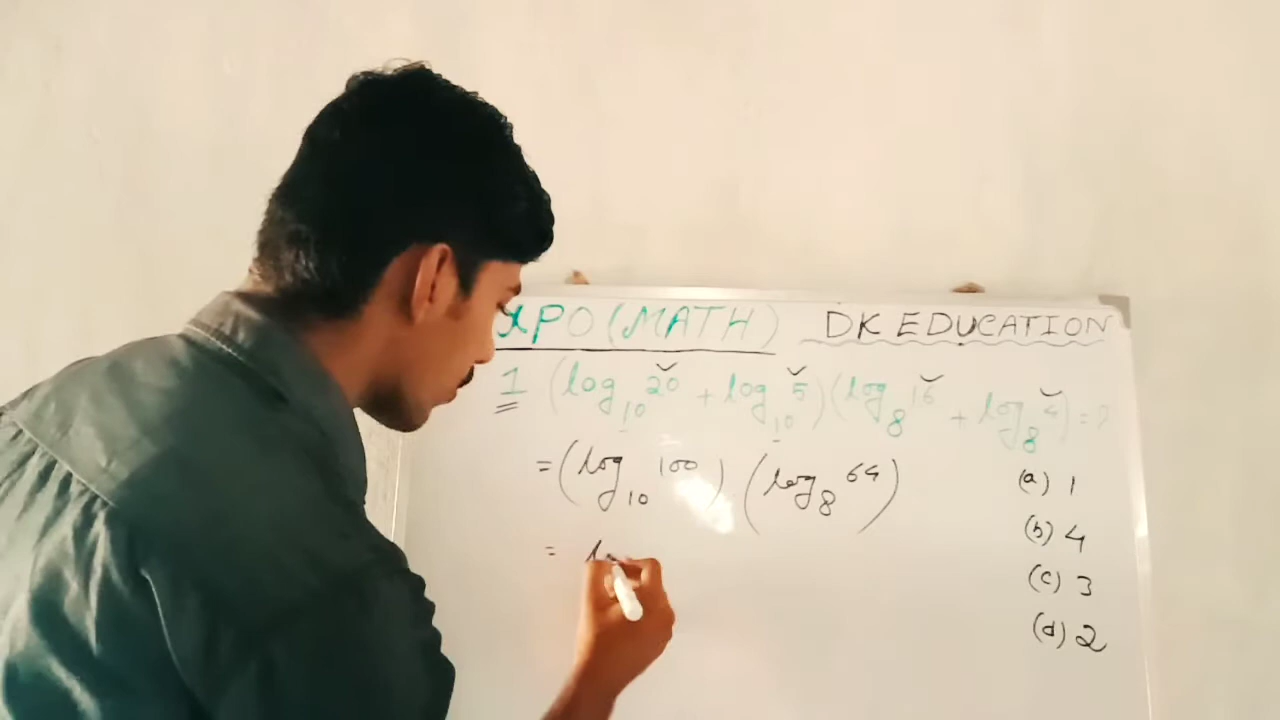 XPO (MATH) DK EDUCATION
1 (log₁₀ 20 + log₁₀ 5) (log₈ 16 + log₈ 4) = ?
= (log₁₀ 100) (log₈ 64)
=
(a) 1
(b) 4
(c) 3
(d) 2